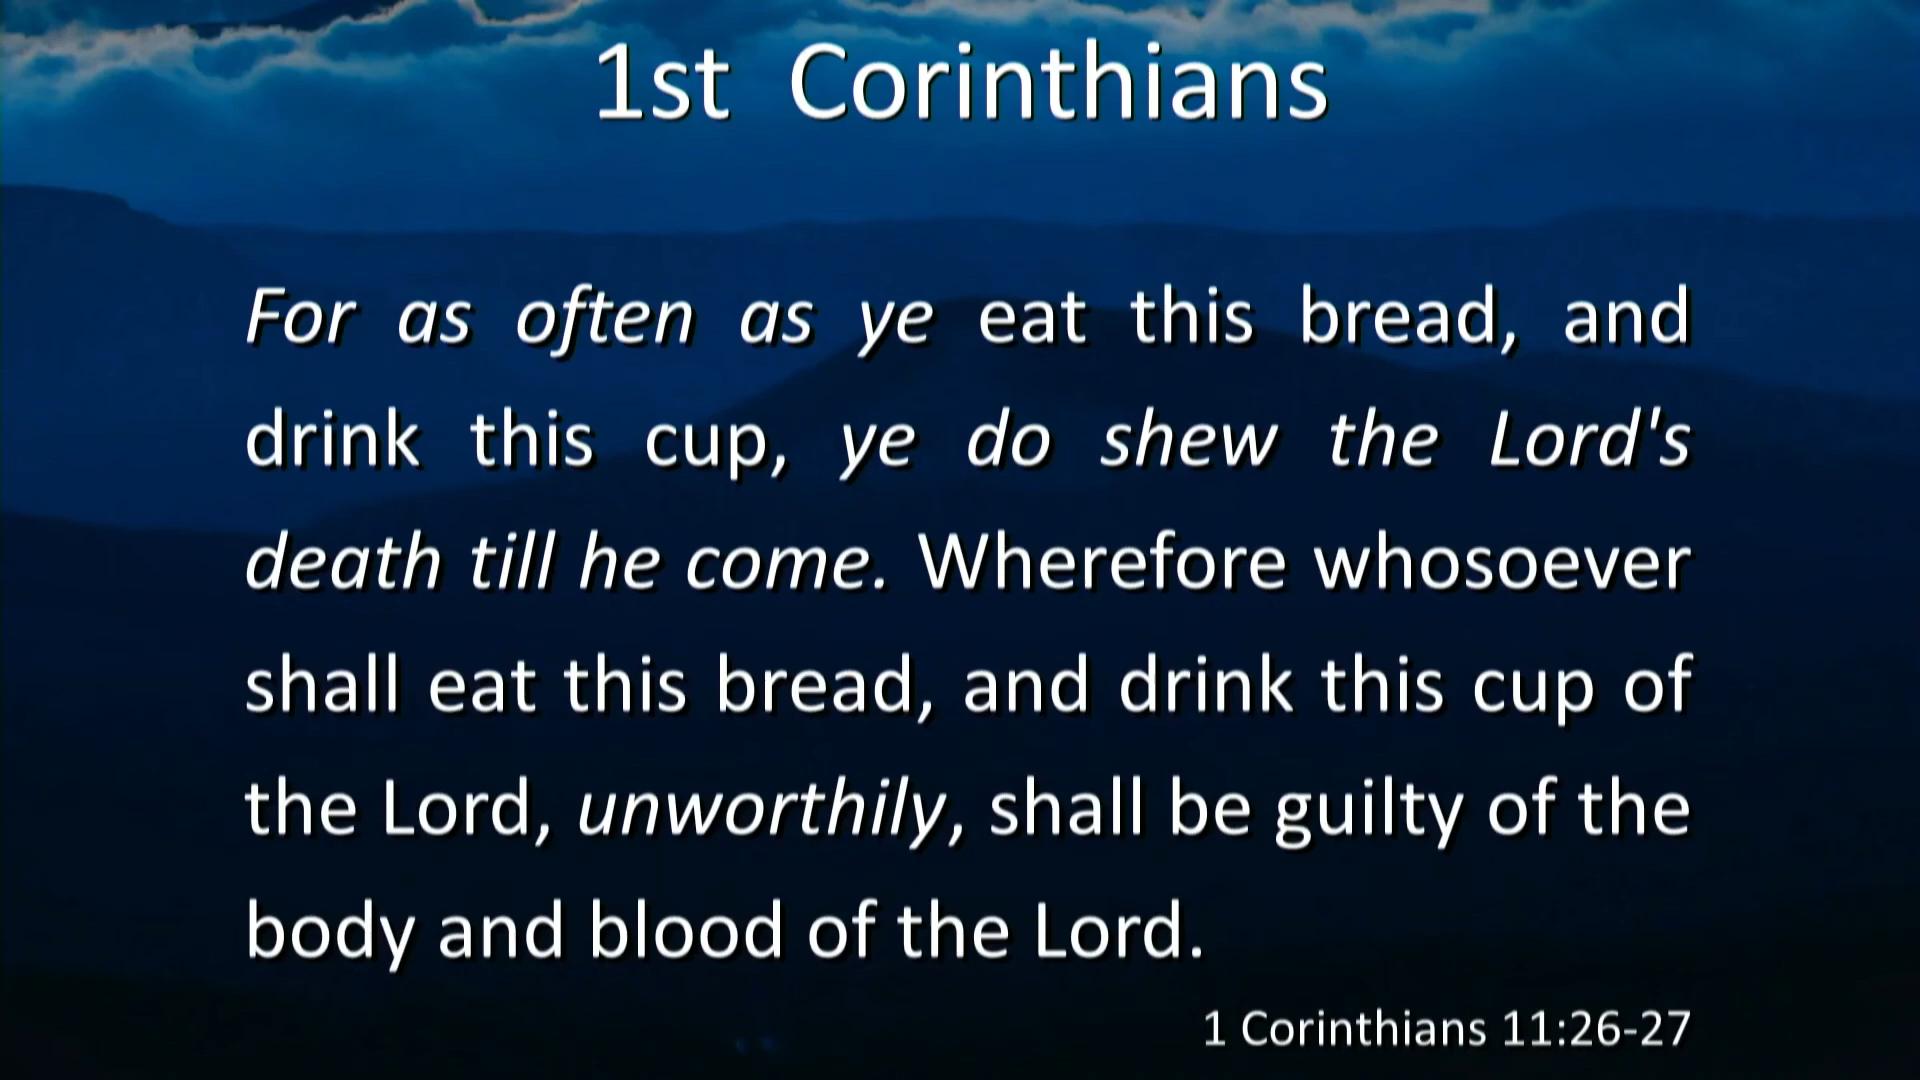 1st Corinthians
For as often as ye eat this bread, and
drink this cup, ye do shew the Lord's
death till he come. Wherefore whosoever
shall eat this bread, and drink this cup of
the Lord, unworthily, shall be guilty of the
body and blood of the Lord.
1 Corinthians 11:26-27